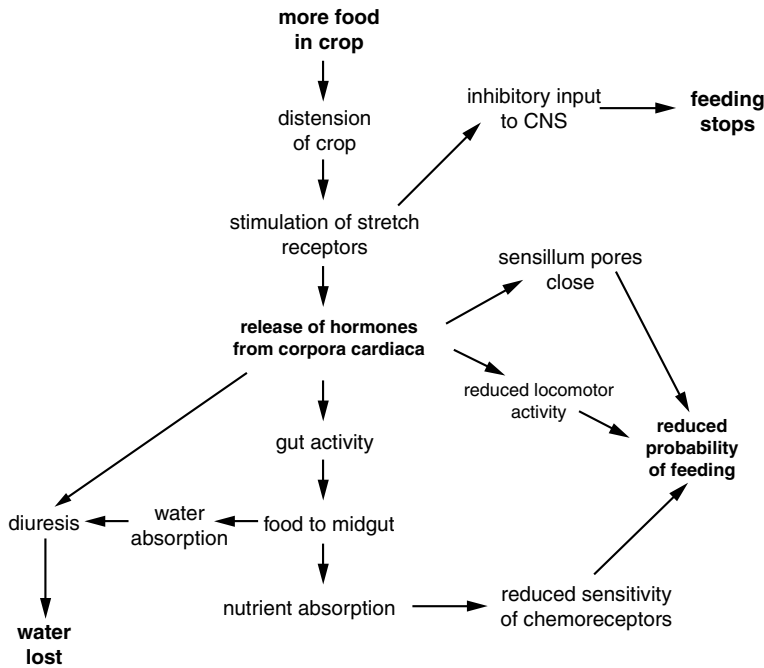 more food
in crop
distension
of crop
inhibitory input
to CNS
feeding
stops
stimulation of stretch
receptors
sensillum pores
close
release of hormones
from corpora cardiaca
reduced locomotor
activity
reduced
probability
of feeding
gut activity
diuresis
water
absorption
food to midgut
nutrient absorption
reduced sensitivity
of chemoreceptors
water
lost